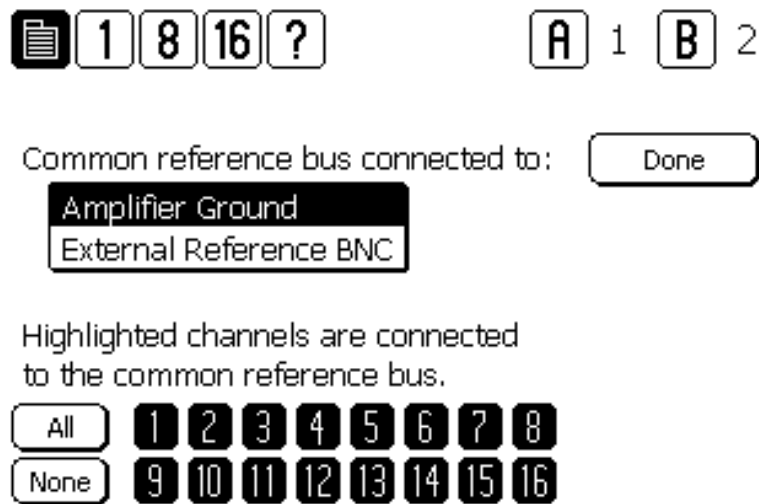 1 8 16 ? A 1 B 2
Common reference bus connected to: Done
Amplifier Ground
External Reference BNC
Highlighted channels are connected
to the common reference bus.
All 1 2 3 4 5 6 7 8
None 9 10 11 12 13 14 15 16